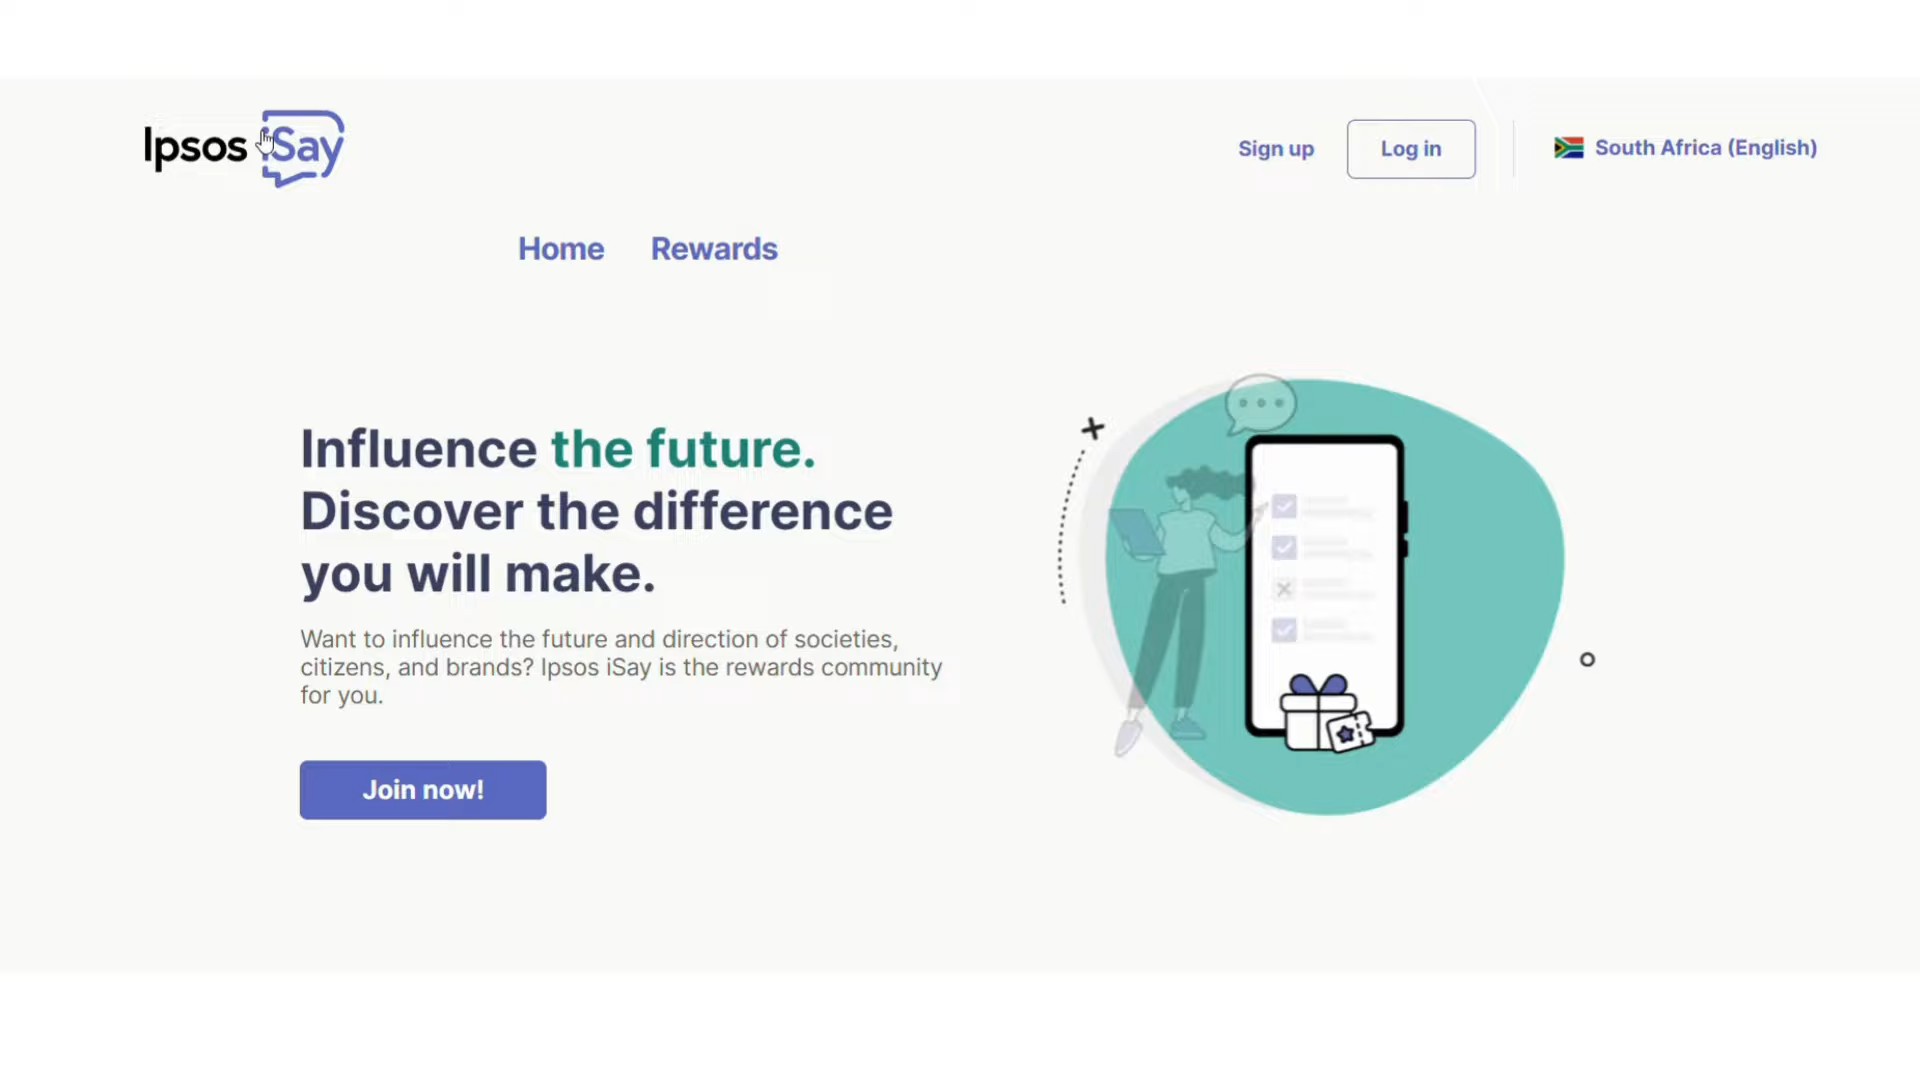 Ipsos iSay
Sign up
Log in
South Africa (English)
Home
Rewards
Influence the future.
Discover the difference
you will make.
Want to influence the future and direction of societies,
citizens, and brands? Ipsos iSay is the rewards community
for you.
Join now!